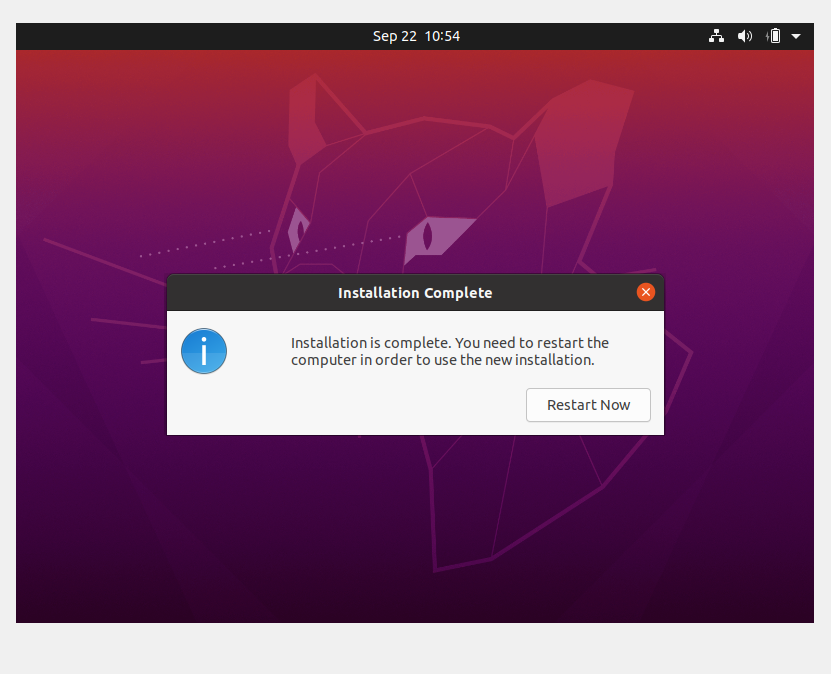 Sep 22 10:54
Installation Complete
Installation is complete. You need to restart the
computer in order to use the new installation.
Restart Now